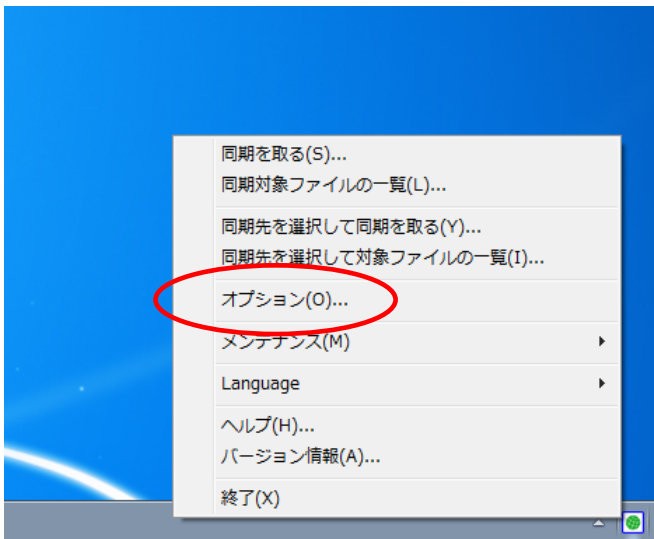 同期を取る(S)...
同期対象ファイルの一覧(L)...
同期先を選択して同期を取る(Y)...
同期先を選択して対象ファイルの一覧(I)...
オプション(O)...
メンテナンス(M)
Language
ヘルプ(H)...
バージョン情報(A)...
終了(X)